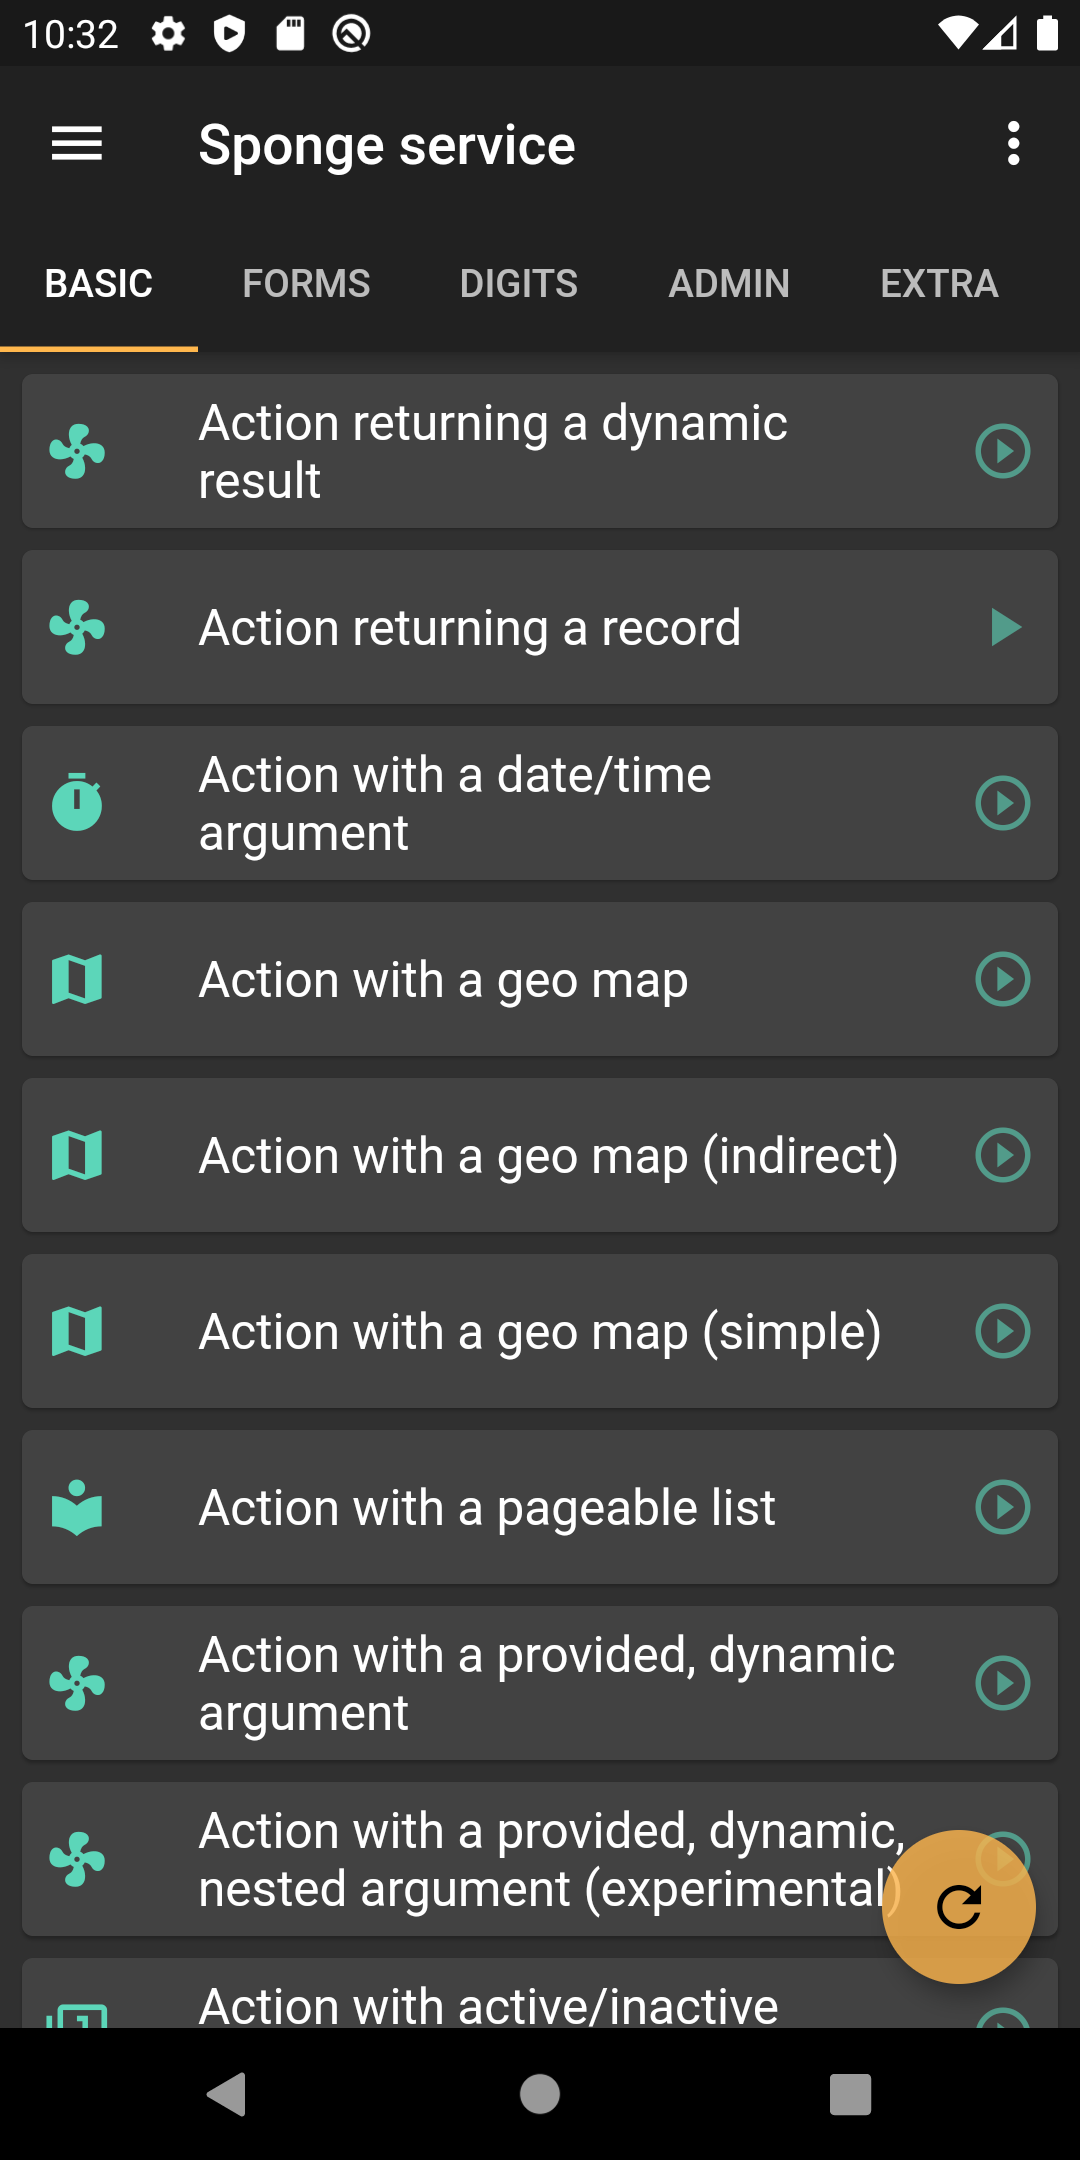 10:32
Sponge service
BASIC
FORMS
DIGITS
ADMIN
EXTRA
Action returning a dynamic
result
Action returning a record
Action with a date/time
argument
Action with a geo map
Action with a geo map (indirect)
Action with a geo map (simple)
Action with a pageable list
Action with a provided, dynamic
argument
Action with a provided, dynamic,
nested argument (experimental)
Action with active/inactive